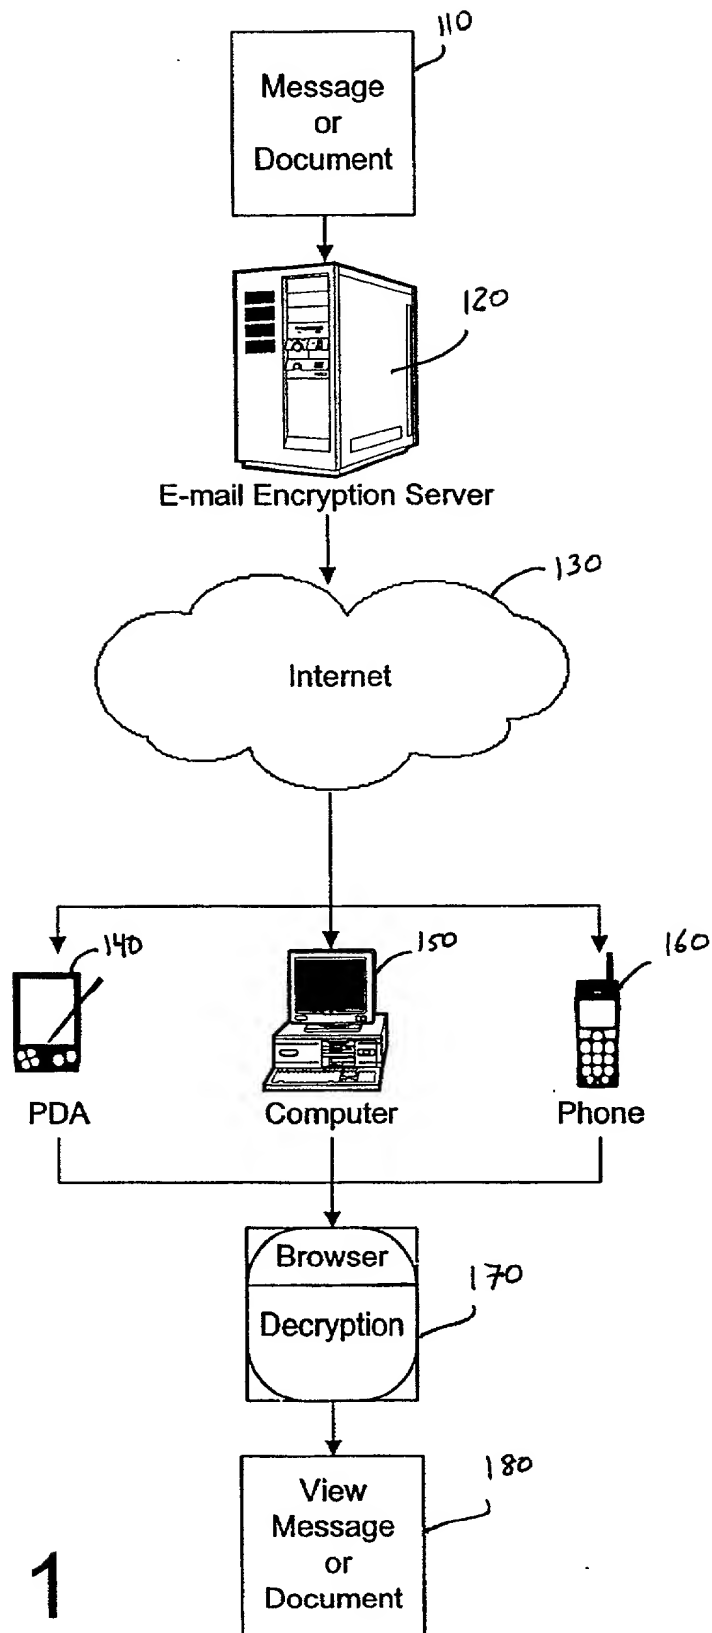 110
Message
or
Document
120
E-mail Encryption Server
130
Internet
140
150
160
PDA
Computer
Phone
Browser
Decryption
170
180
View
Message
or
Document
1